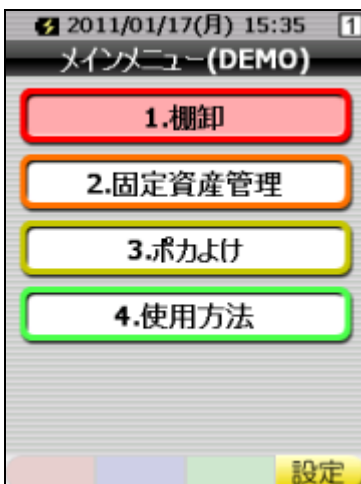 2011/01/17(月) 15:35 1
メインメニュー(DEMO)
1.棚卸
2.固定資産管理
3.ポカよけ
4.使用方法
設定